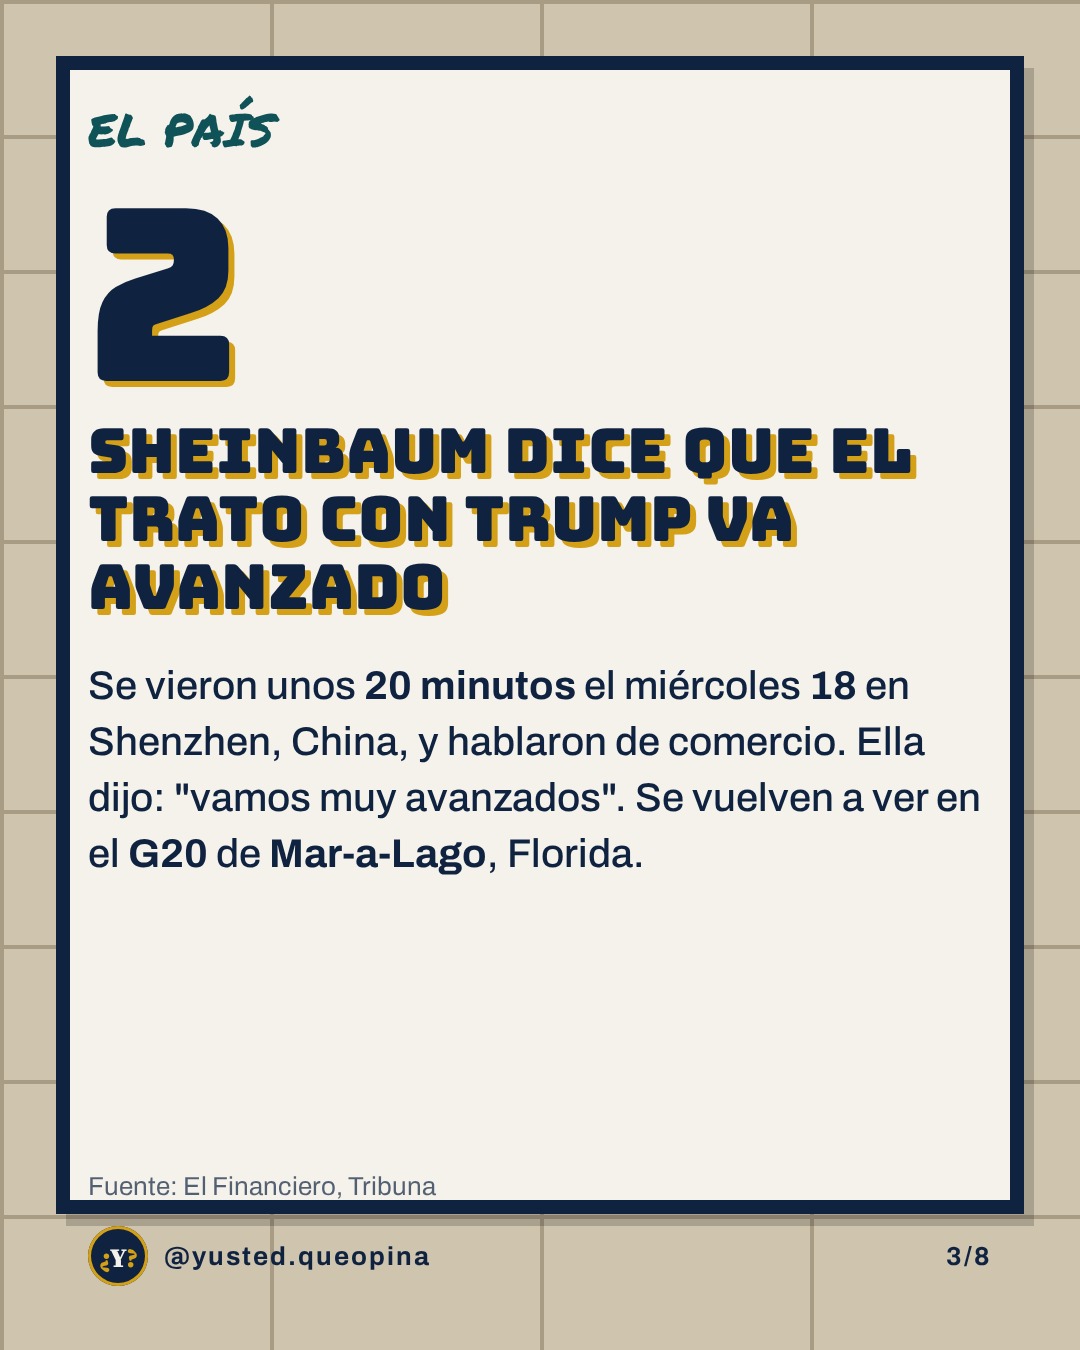 EL PAÍS
2
SHEINBAUM DICE QUE EL
TRATO CON TRUMP VA
AVANZADO
Se vieron unos 20 minutos el miércoles 18 en
Shenzhen, China, y hablaron de comercio. Ella
dijo: "vamos muy avanzados". Se vuelven a ver en
el G20 de Mar-a-Lago, Florida.
Fuente: El Financiero, Tribuna
¿Y?
@yusted.queopina
3/8